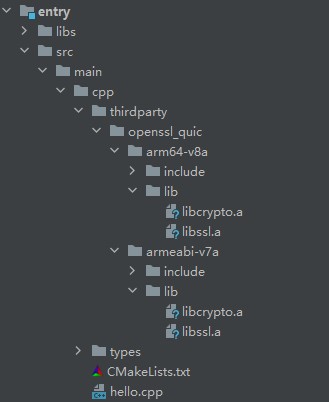 entry
libs
src
main
cpp
thirdparty
openssl_quic
arm64-v8a
include
lib
libcrypto.a
libssl.a
armeabi-v7a
include
lib
libcrypto.a
libssl.a
types
CMakeLists.txt
hello.cpp